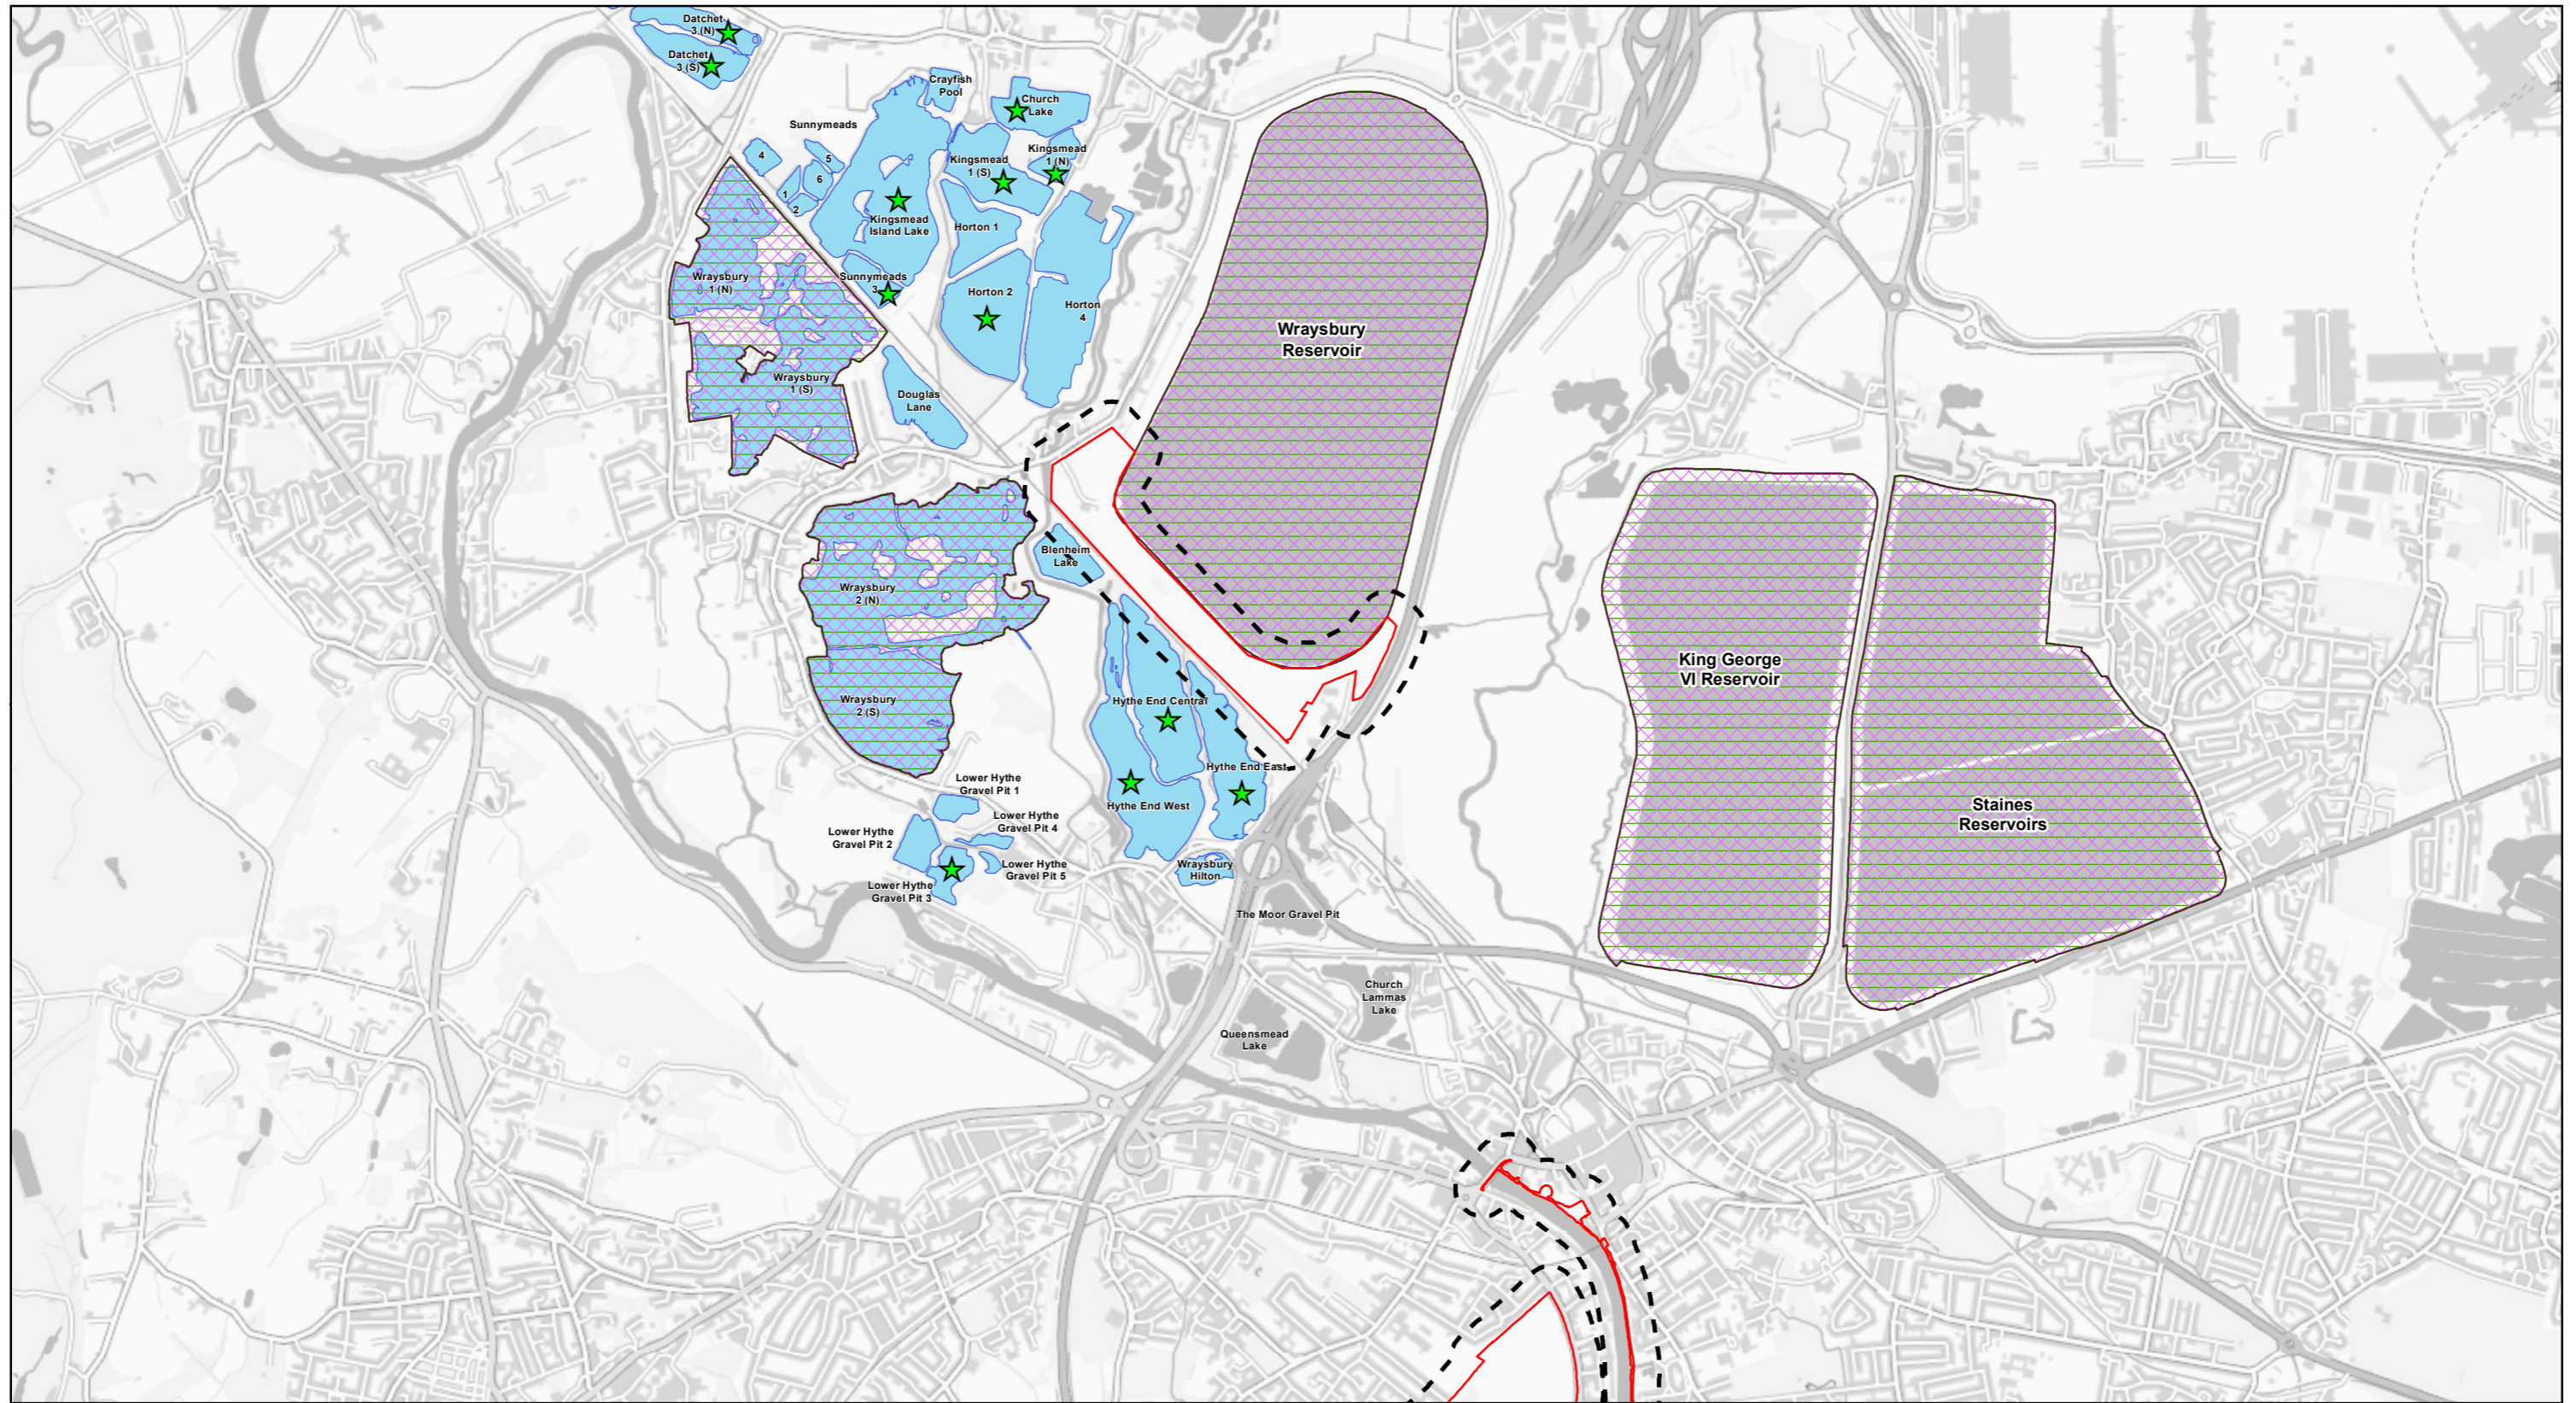 Datchet
3 (N)
Datchet
3 (S)
Crayfish
Pool
Church
Lake
Sunnymeads
4
5
6
1
2
Kingsmead
1 (N)
Kingsmead
1 (S)
Kingsmead
Island Lake
Horton 1
Wraysbury
1 (N)
Sunnymeads
3
Horton 2
Horton
4
Wraysbury
Reservoir
Wraysbury
1 (S)
Douglas
Lane
Blenheim
Lake
Wraysbury
2 (N)
King George
VI Reservoir
Wraysbury
2 (S)
Hythe End Central
Hythe End East
Hythe End West
Lower Hythe
Gravel Pit 1
Staines
Reservoirs
Lower Hythe
Gravel Pit 4
Lower Hythe
Gravel Pit 2
Lower Hythe
Gravel Pit 5
Wraysbury
Hilton
Lower Hythe
Gravel Pit 3
The Moor Gravel Pit
Church
Lammas
Lake
Queensmead
Lake